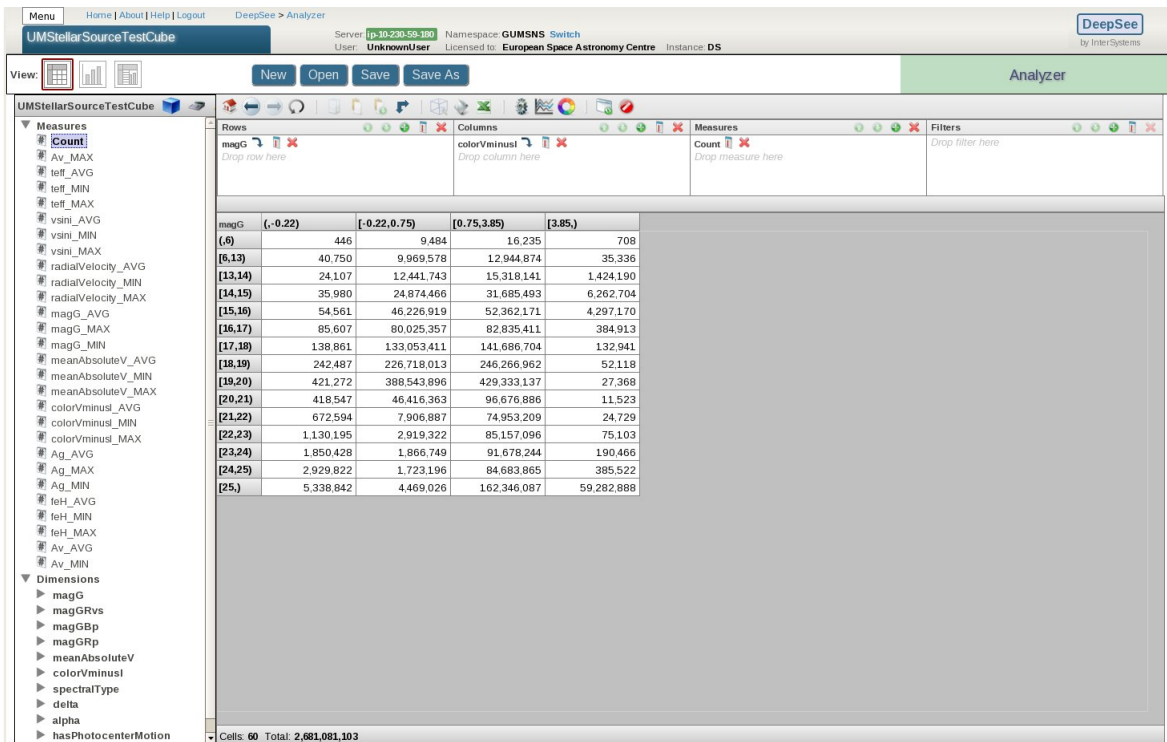 Menu Home | About | Help | Logout DeepSee > Analyzer
DeepSee
by InterSystems
UMStellarSourceTestCube
Server: ip-10-230-59-180 Namespace: GUMSNS Switch
User: UnknownUser Licensed to: European Space Astronomy Centre Instance: DS
View: New Open Save Save As Analyzer
UMStellarSourceTestCube
Measures
Count
Av_MAX
teff_AVG
teff_MIN
teff_MAX
vsini_AVG
vsini_MIN
vsini_MAX
radialVelocity_AVG
radialVelocity_MIN
radialVelocity_MAX
magG_AVG
magG_MAX
magG_MIN
meanAbsoluteV_AVG
meanAbsoluteV_MIN
meanAbsoluteV_MAX
colorVminusI_AVG
colorVminusI_MIN
colorVminusI_MAX
Ag_AVG
Ag_MAX
Ag_MIN
feH_AVG
feH_MIN
feH_MAX
Av_AVG
Av_MIN
Dimensions
magG
magGRvs
magGBp
magGRp
meanAbsoluteV
colorVminusI
spectralType
delta
alpha
hasPhotocenterMotion
Rows Columns Measures Filters
magG colorVminusI Count Drop filter here
Drop row here Drop column here Drop measure here
magG (,-0.22) [-0.22,0.75) [0.75,3.85) [3.85,)
(,6) 446 9,484 16,235 708
[6,13) 40,750 9,969,578 12,944,874 35,336
[13,14) 24,107 12,441,743 15,318,141 1,424,190
[14,15) 35,980 24,874,466 31,685,493 6,262,704
[15,16) 54,561 46,226,919 52,362,171 4,297,170
[16,17) 85,607 80,025,357 82,835,411 384,913
[17,18) 138,861 133,053,411 141,686,704 132,941
[18,19) 242,487 226,718,013 246,266,962 52,118
[19,20) 421,272 388,543,896 429,333,137 27,368
[20,21) 418,547 46,416,363 96,676,886 11,523
[21,22) 672,594 7,906,887 74,953,209 24,729
[22,23) 1,130,195 2,919,322 85,157,096 75,103
[23,24) 1,850,428 1,866,749 91,678,244 190,466
[24,25) 2,929,822 1,723,196 84,683,865 385,522
[25,) 5,338,842 4,469,026 162,346,087 59,282,888
Cells: 60 Total: 2,681,081,103